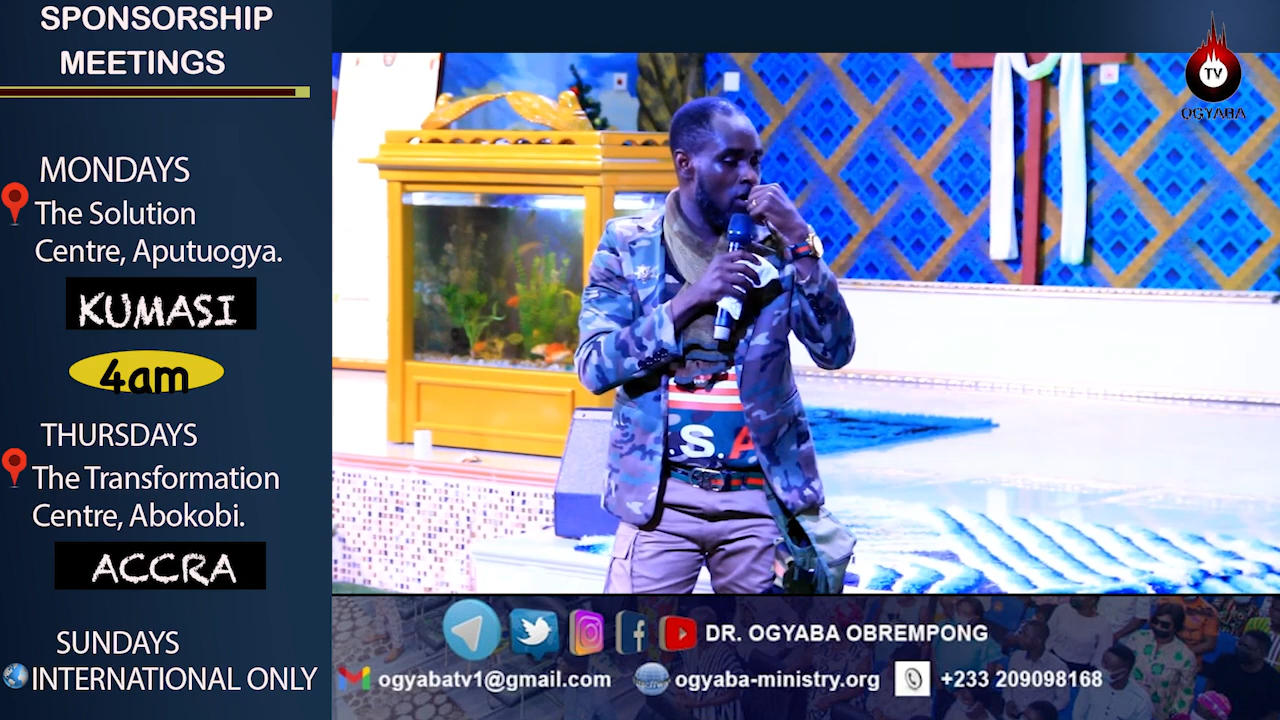 SPONSORSHIP
MEETINGS
MONDAYS
The Solution
Centre, Aputuogya.
KUMASI
4am
THURSDAYS
The Transformation
Centre, Abokobi.
ACCRA
SUNDAYS
INTERNATIONAL ONLY
TV
OGYABA
.S.A
DR. OGYABA OBREMPONG
ogyabatv1@gmail.com
ogyaba-ministry.org
+233 209098168